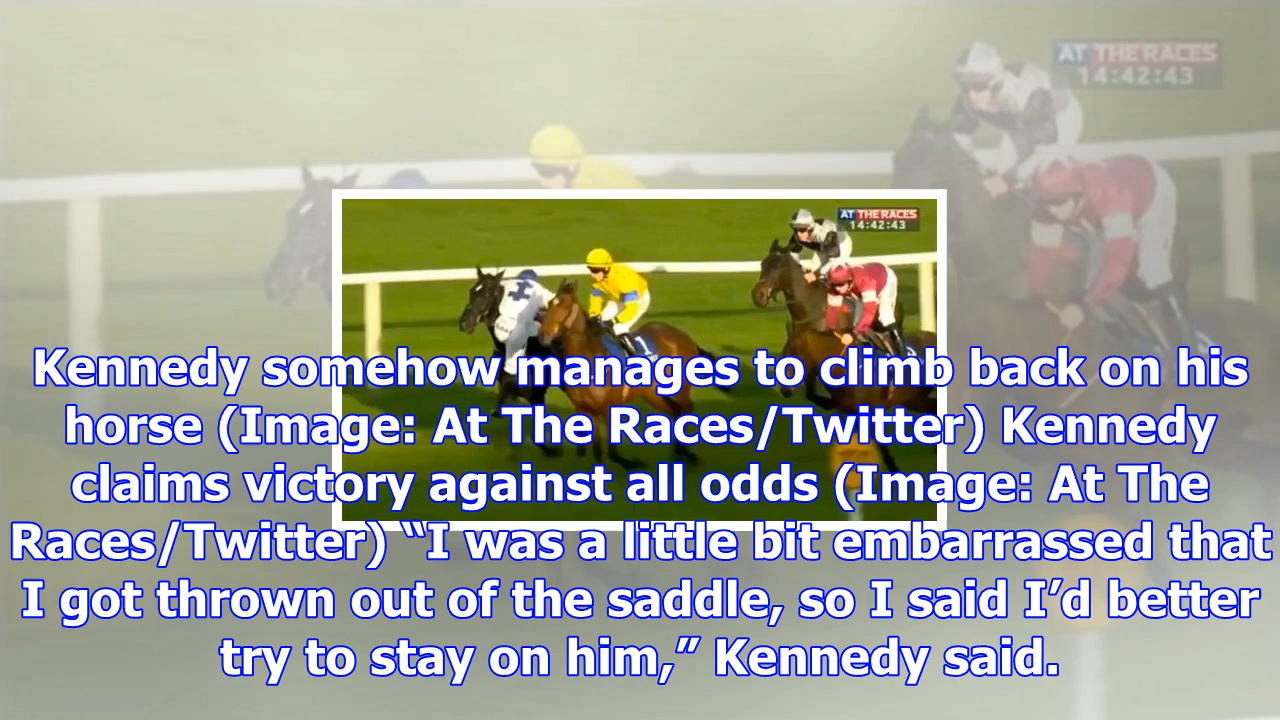 AT THE RACES
14:42:43
AT THE RACES
14:42:43
1
Kennedy somehow manages to climb back on his
horse (Image: At The Races/Twitter) Kennedy
claims victory against all odds (Image: At The
Races/Twitter) “I was a little bit embarrassed that
I got thrown out of the saddle, so I said I’d better
try to stay on him,” Kennedy said.